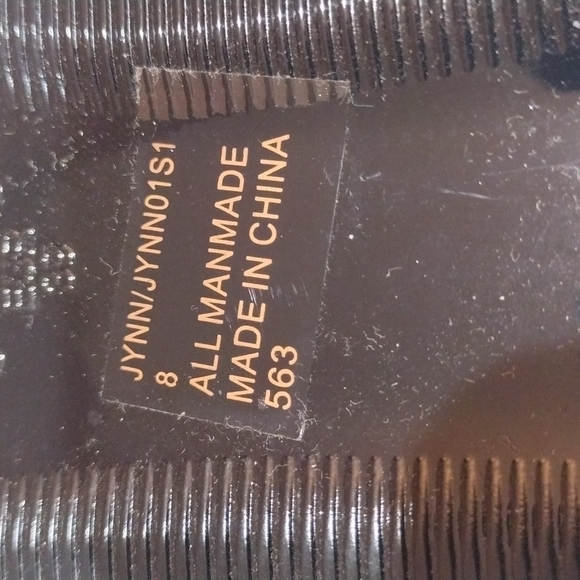 JYNN/JYNN01S1
8
ALL MANMADE
MADE IN CHINA
563